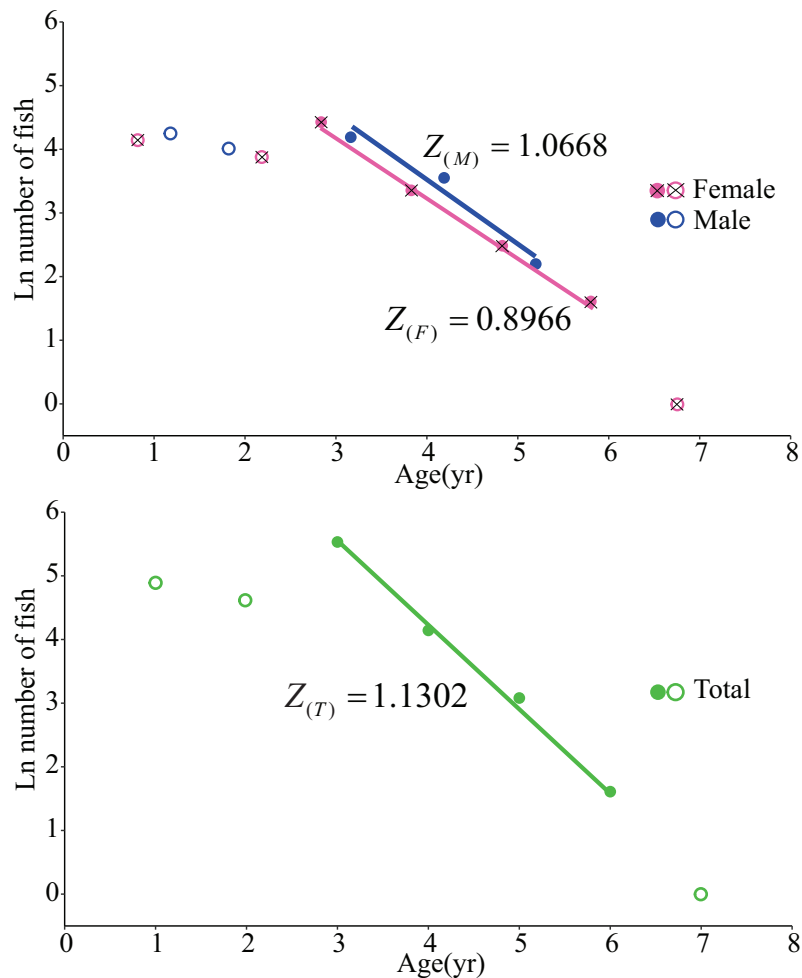 6
5
4
3
2
1
0
Ln number of fish
Z(M) = 1.0668
Z(F) = 0.8966
Female
Male
0 1 2 3 4 5 6 7 8
Age(yr)
6
5
4
3
2
1
0
Ln number of fish
Z(T) =1.1302
Total
0 1 2 3 4 5 6 7 8
Age(yr)